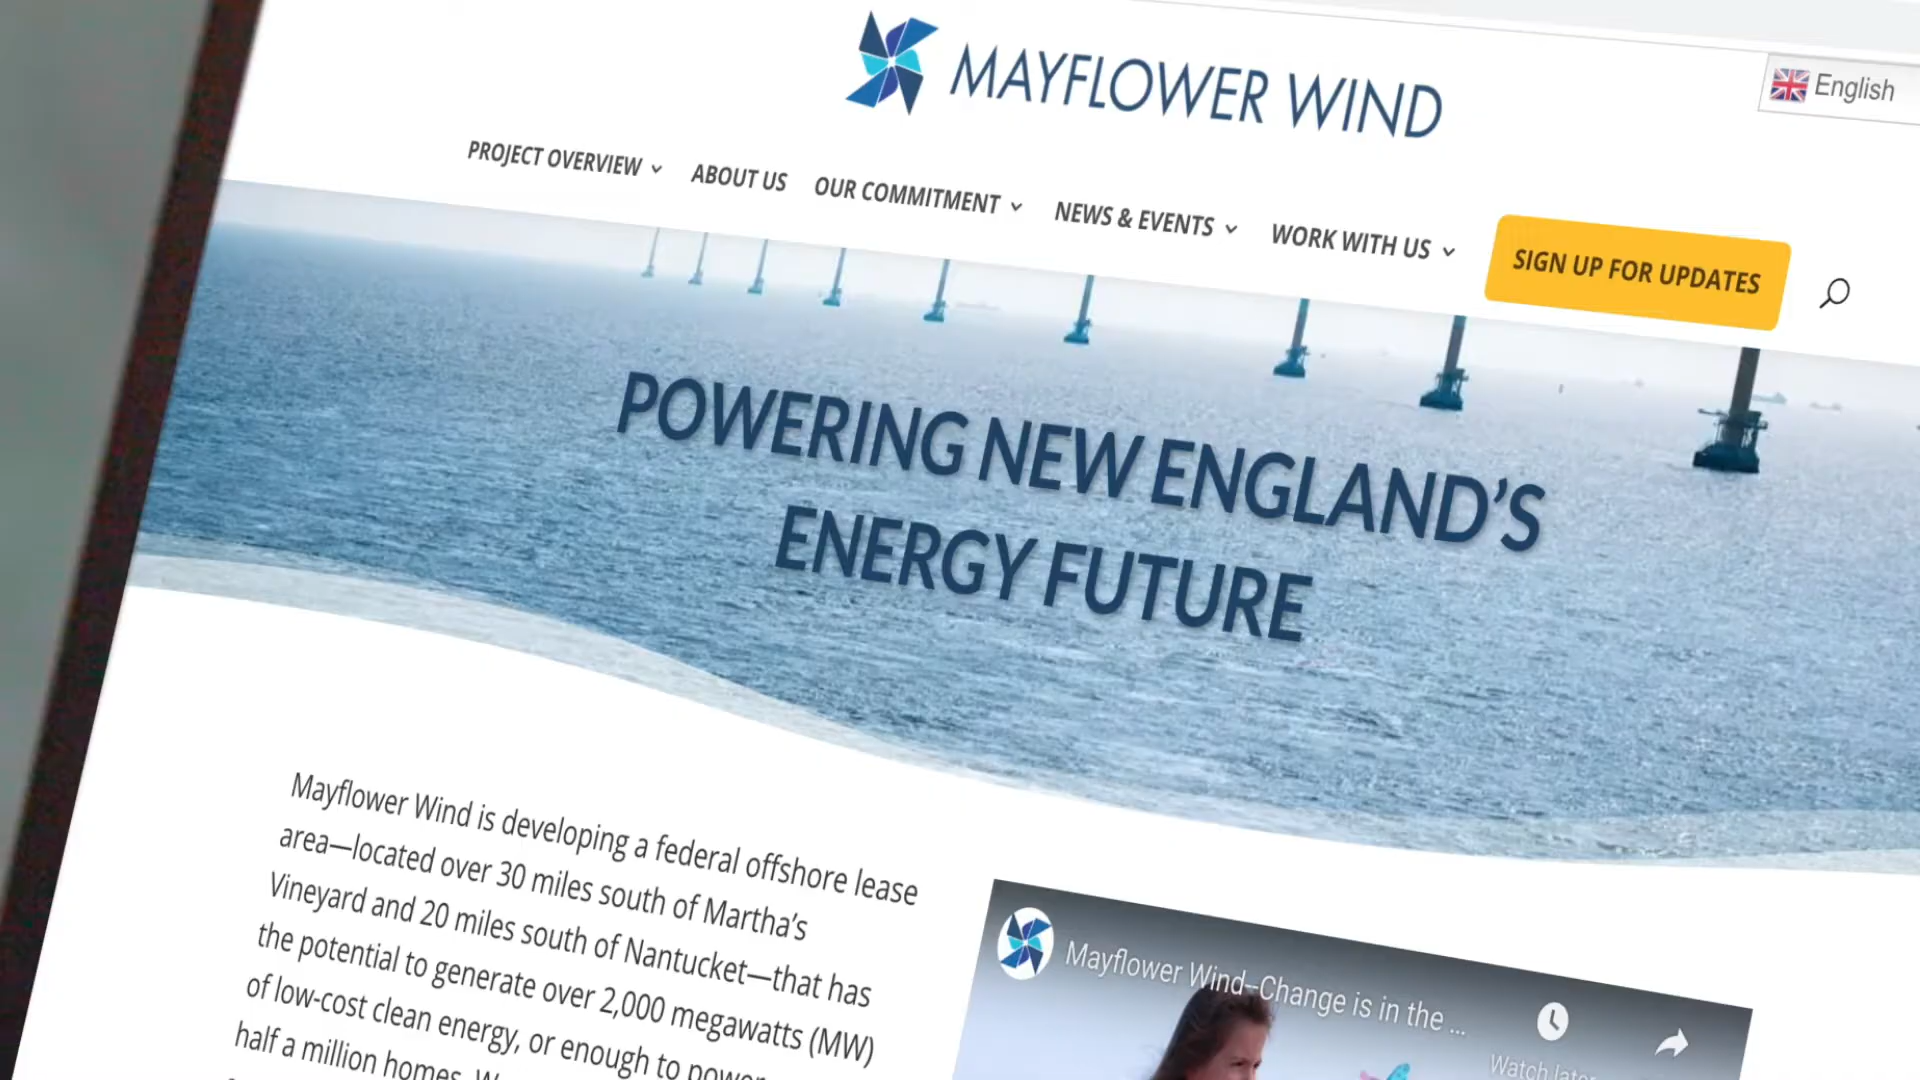 MAYFLOWER WIND
English
PROJECT OVERVIEW
ABOUT US
OUR COMMITMENT
NEWS & EVENTS
WORK WITH US
SIGN UP FOR UPDATES
POWERING NEW ENGLAND'S
ENERGY FUTURE
Mayflower Wind is developing a federal offshore lease
area—located over 30 miles south of Martha's
Vineyard and 20 miles south of Nantucket—that has
the potential to generate over 2,000 megawatts (MW)
of low-cost clean energy, or enough to power
half a million homes.
Mayflower Wind–Change is in the ...
Watch later